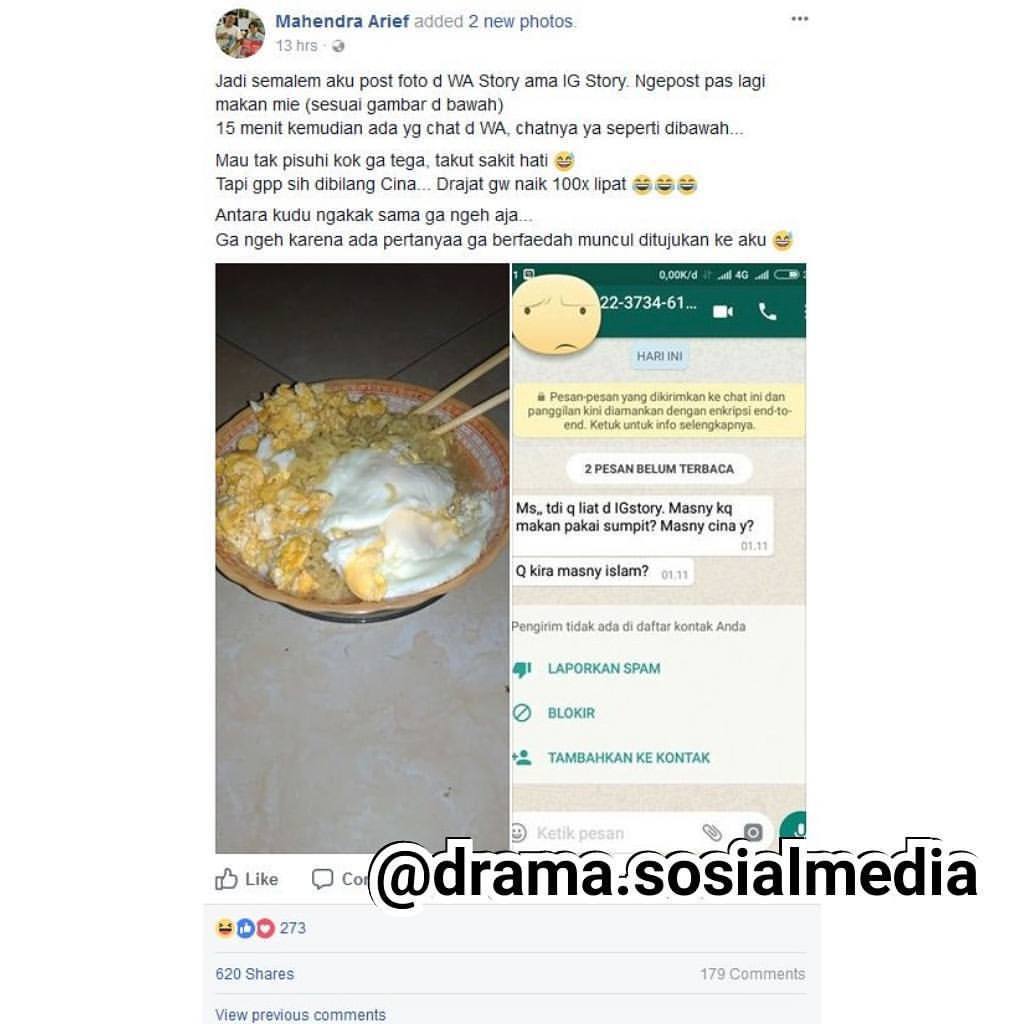 Mahendra Arief added 2 new photos.
13 hrs ·
Jadi semalem aku post foto d WA Story ama IG Story. Ngepost pas lagi
makan mie (sesuai gambar d bawah)
15 menit kemudian ada yg chat d WA, chatnya ya seperti dibawah...
Mau tak pisuhi kok ga tega, takut sakit hati 😅
Tapi gpp sih dibilang Cina... Drajat gw naik 100x lipat 😂😂😂
Antara kudu ngakak sama ga ngeh aja...
Ga ngeh karena ada pertanyaa ga berfaedah muncul ditujukan ke aku 😅
0,00K/d 4G
22-3734-61...
HARI INI
Pesan-pesan yang dikirimkan ke chat ini dan
panggilan kini diamankan dengan enkripsi end-to-
end. Ketuk untuk info selengkapnya.
2 PESAN BELUM TERBACA
Ms,, tdi q liat d IGstory. Masny kq
makan pakai sumpit? Masny cina y?
01.11
Q kira masny islam? 01.11
Pengirim tidak ada di daftar kontak Anda
LAPORKAN SPAM
BLOKIR
TAMBAHKAN KE KONTAK
Ketik pesan
@drama.sosialmedia
Like
273
620 Shares 179 Comments
View previous comments